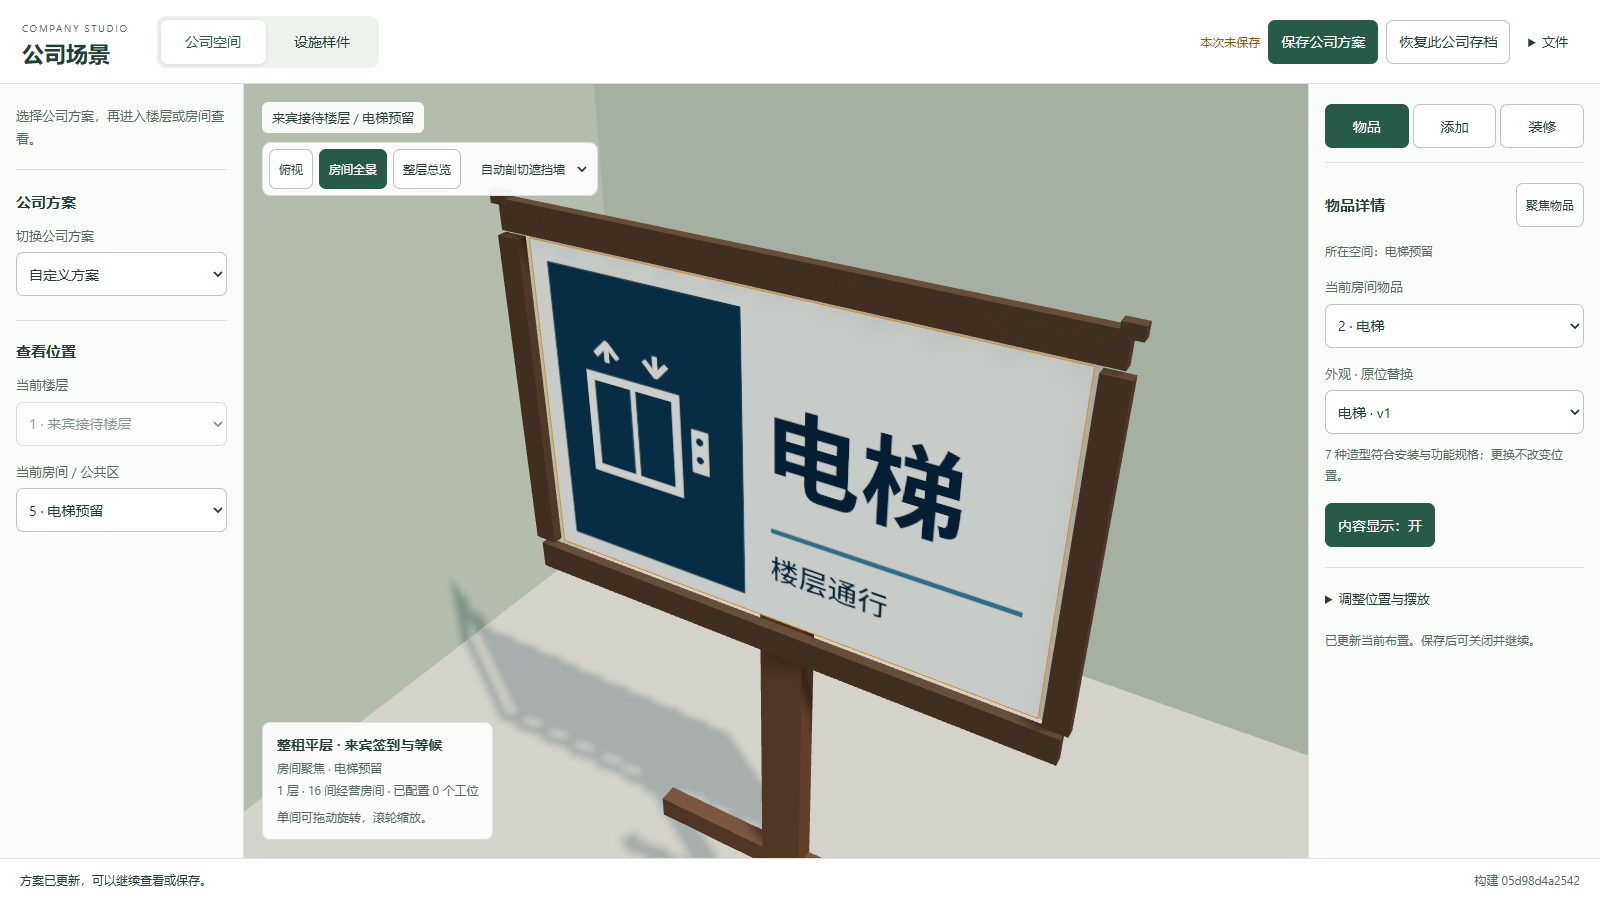 COMPANY STUDIO
公司场景
公司空间
设施样件
本次未保存
保存公司方案
恢复此公司存档
文件
选择公司方案，再进入楼层或房间查看。
公司方案
切换公司方案
自定义方案
查看位置
当前楼层
1 · 来宾接待楼层
当前房间 / 公共区
5 · 电梯预留
来宾接待楼层 / 电梯预留
俯视
房间全景
整层总览
自动剖切遮挡墙
电梯
楼层通行
整租平层 · 来宾签到与等候
房间聚焦 · 电梯预留
1 层 · 16 间经营房间 · 已配置 0 个工位
单间可拖动旋转，滚轮缩放。
物品
添加
装修
物品详情
聚焦物品
所在空间：电梯预留
当前房间物品
2 · 电梯
外观 · 原位替换
电梯 · v1
7 种造型符合安装与功能规格；更换不改变位置。
内容显示：开
调整位置与摆放
已更新当前布置。保存后可关闭并继续。
方案已更新，可以继续查看或保存。
构建 05d98d4a2542